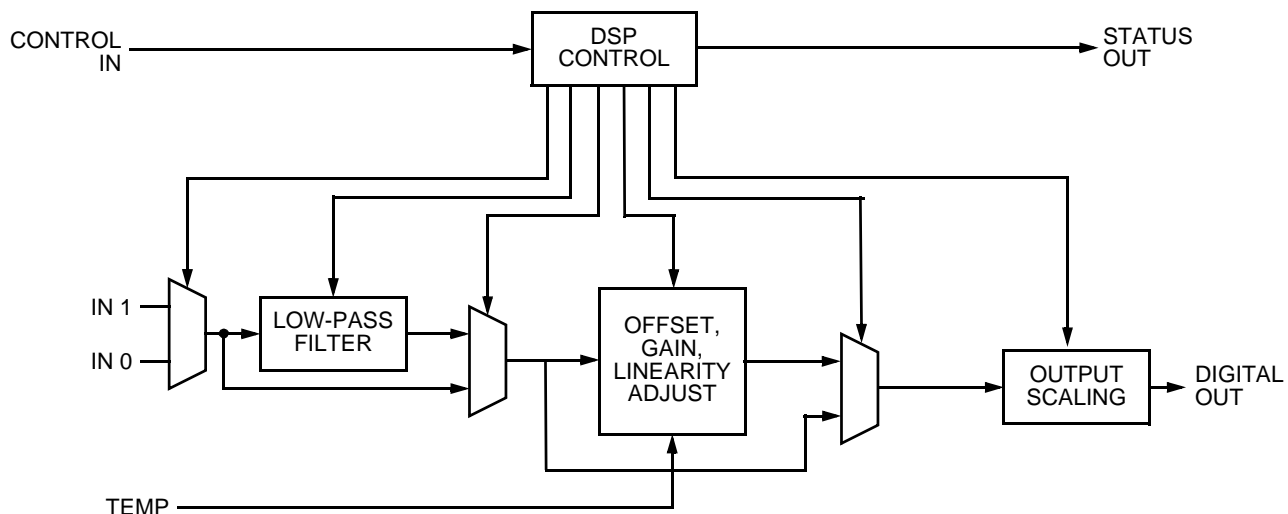 CONTROL
IN
DSP
CONTROL
STATUS
OUT
IN 1
IN 0
LOW-PASS
FILTER
OFFSET,
GAIN,
LINEARITY
ADJUST
OUTPUT
SCALING
DIGITAL
OUT
TEMP